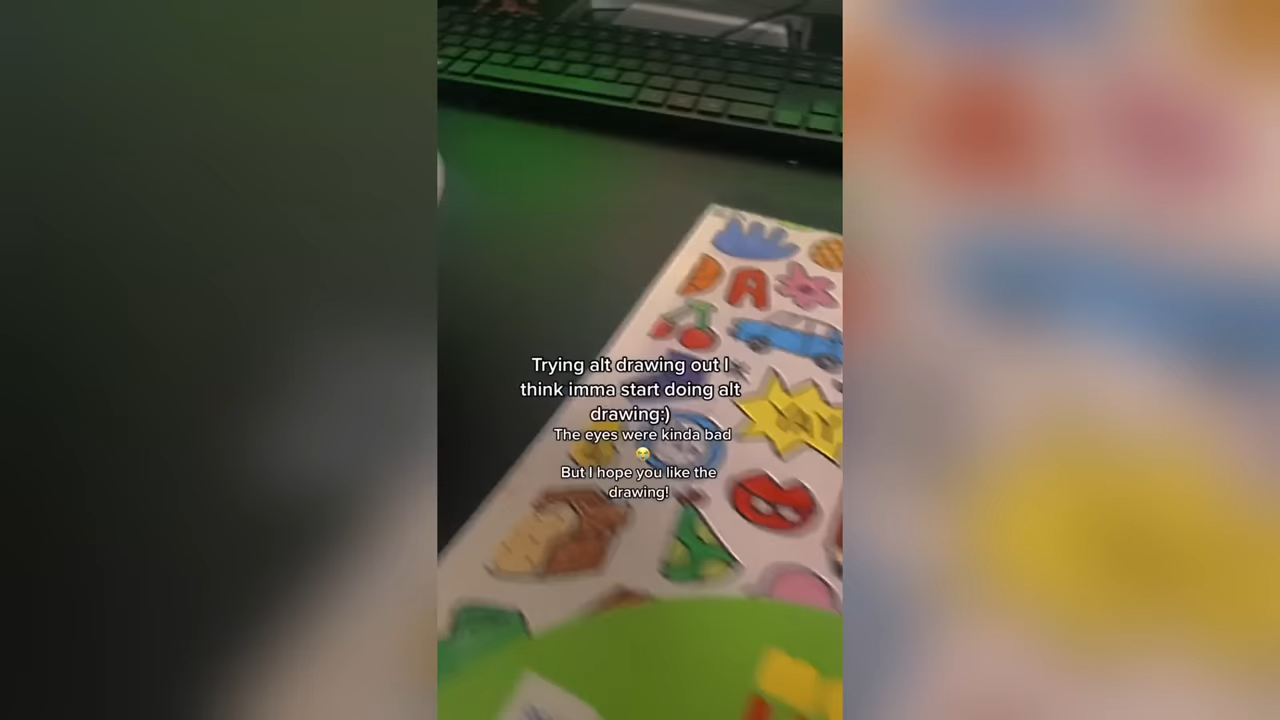 A
Trying alt drawing out I
think imma start doing alt
drawing:)
The eyes were kinda bad
😭
But I hope you like the
drawing!